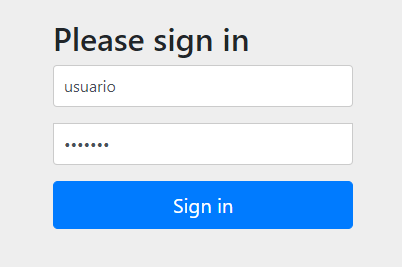 Please sign in
usuario
•••••••
Sign in